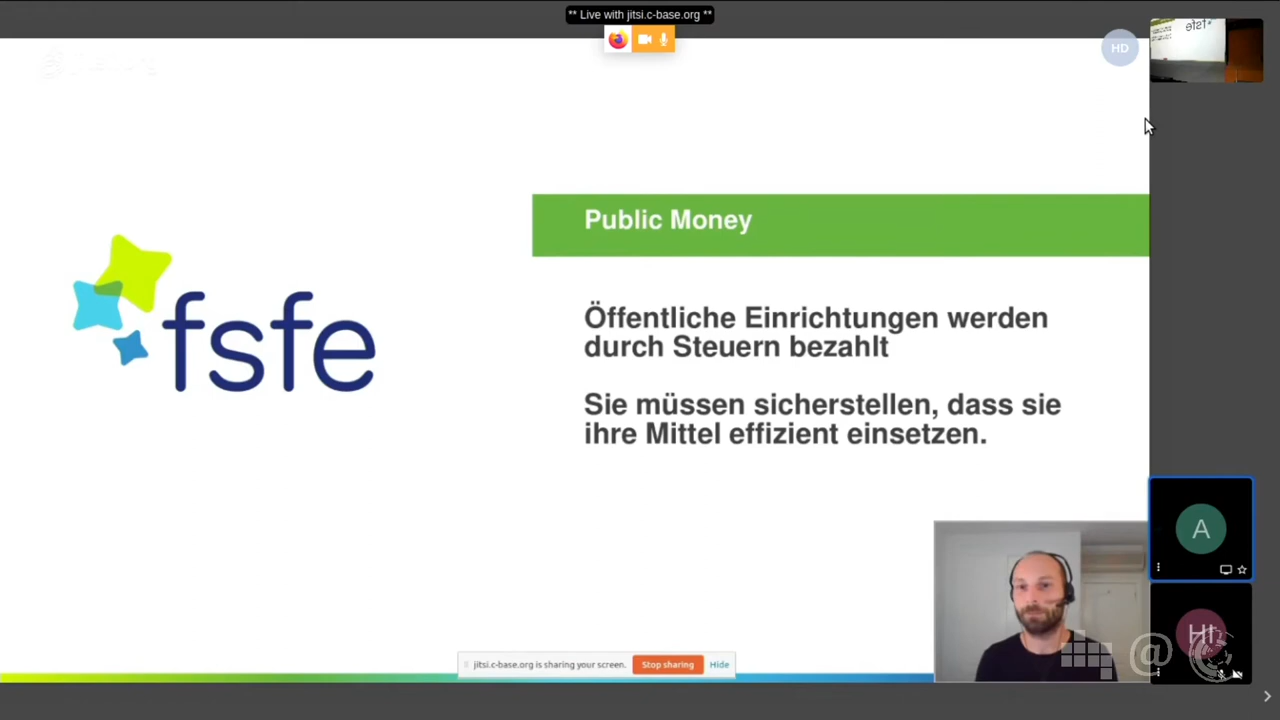 ** Live with jitsi.c-base.org **
HD
Public Money
fsfe
Öffentliche Einrichtungen werden
durch Steuern bezahlt
Sie müssen sicherstellen, dass sie
ihre Mittel effizient einsetzen.
A
jitsi.c-base.org is sharing your screen.
Stop sharing
Hide
@